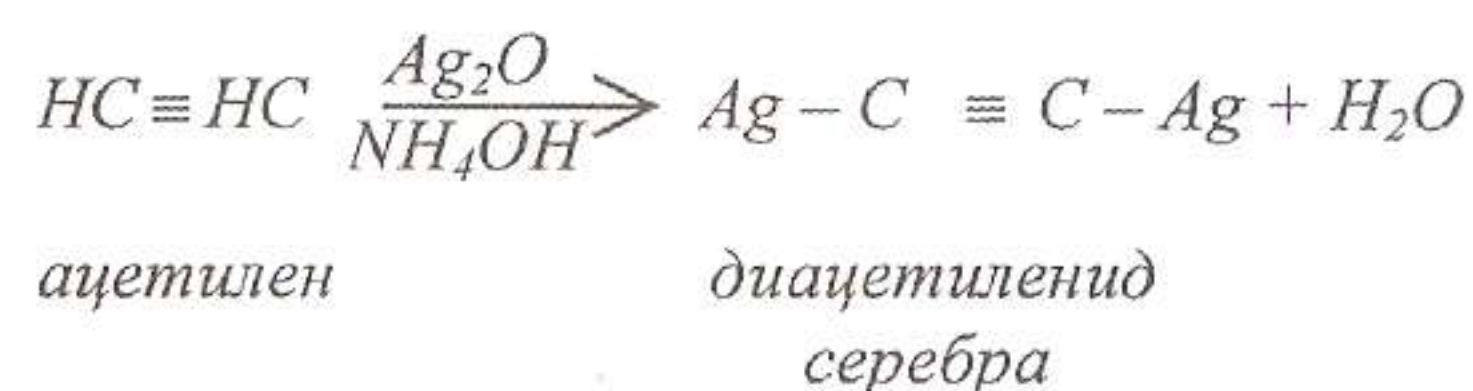 HC ≡ HC Ag₂O NH₄OH Ag – C ≡ C – Ag + H₂O
ацетилен диацетиленид
серебра